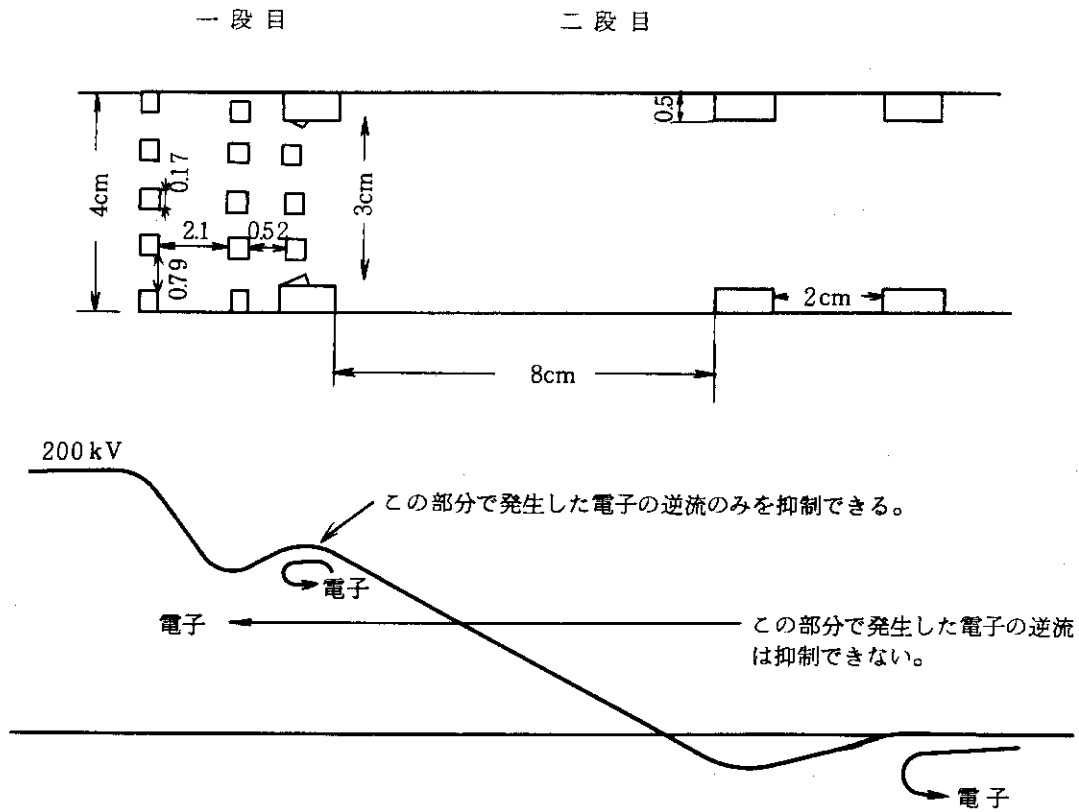 一段目
二段目
4cm
0.17
2.1
0.52
0.79
3cm
0.5
2cm
8cm
200kV
この部分で発生した電子の逆流のみを抑制できる。
電子
電子
この部分で発生した電子の逆流
は抑制できない。
電子